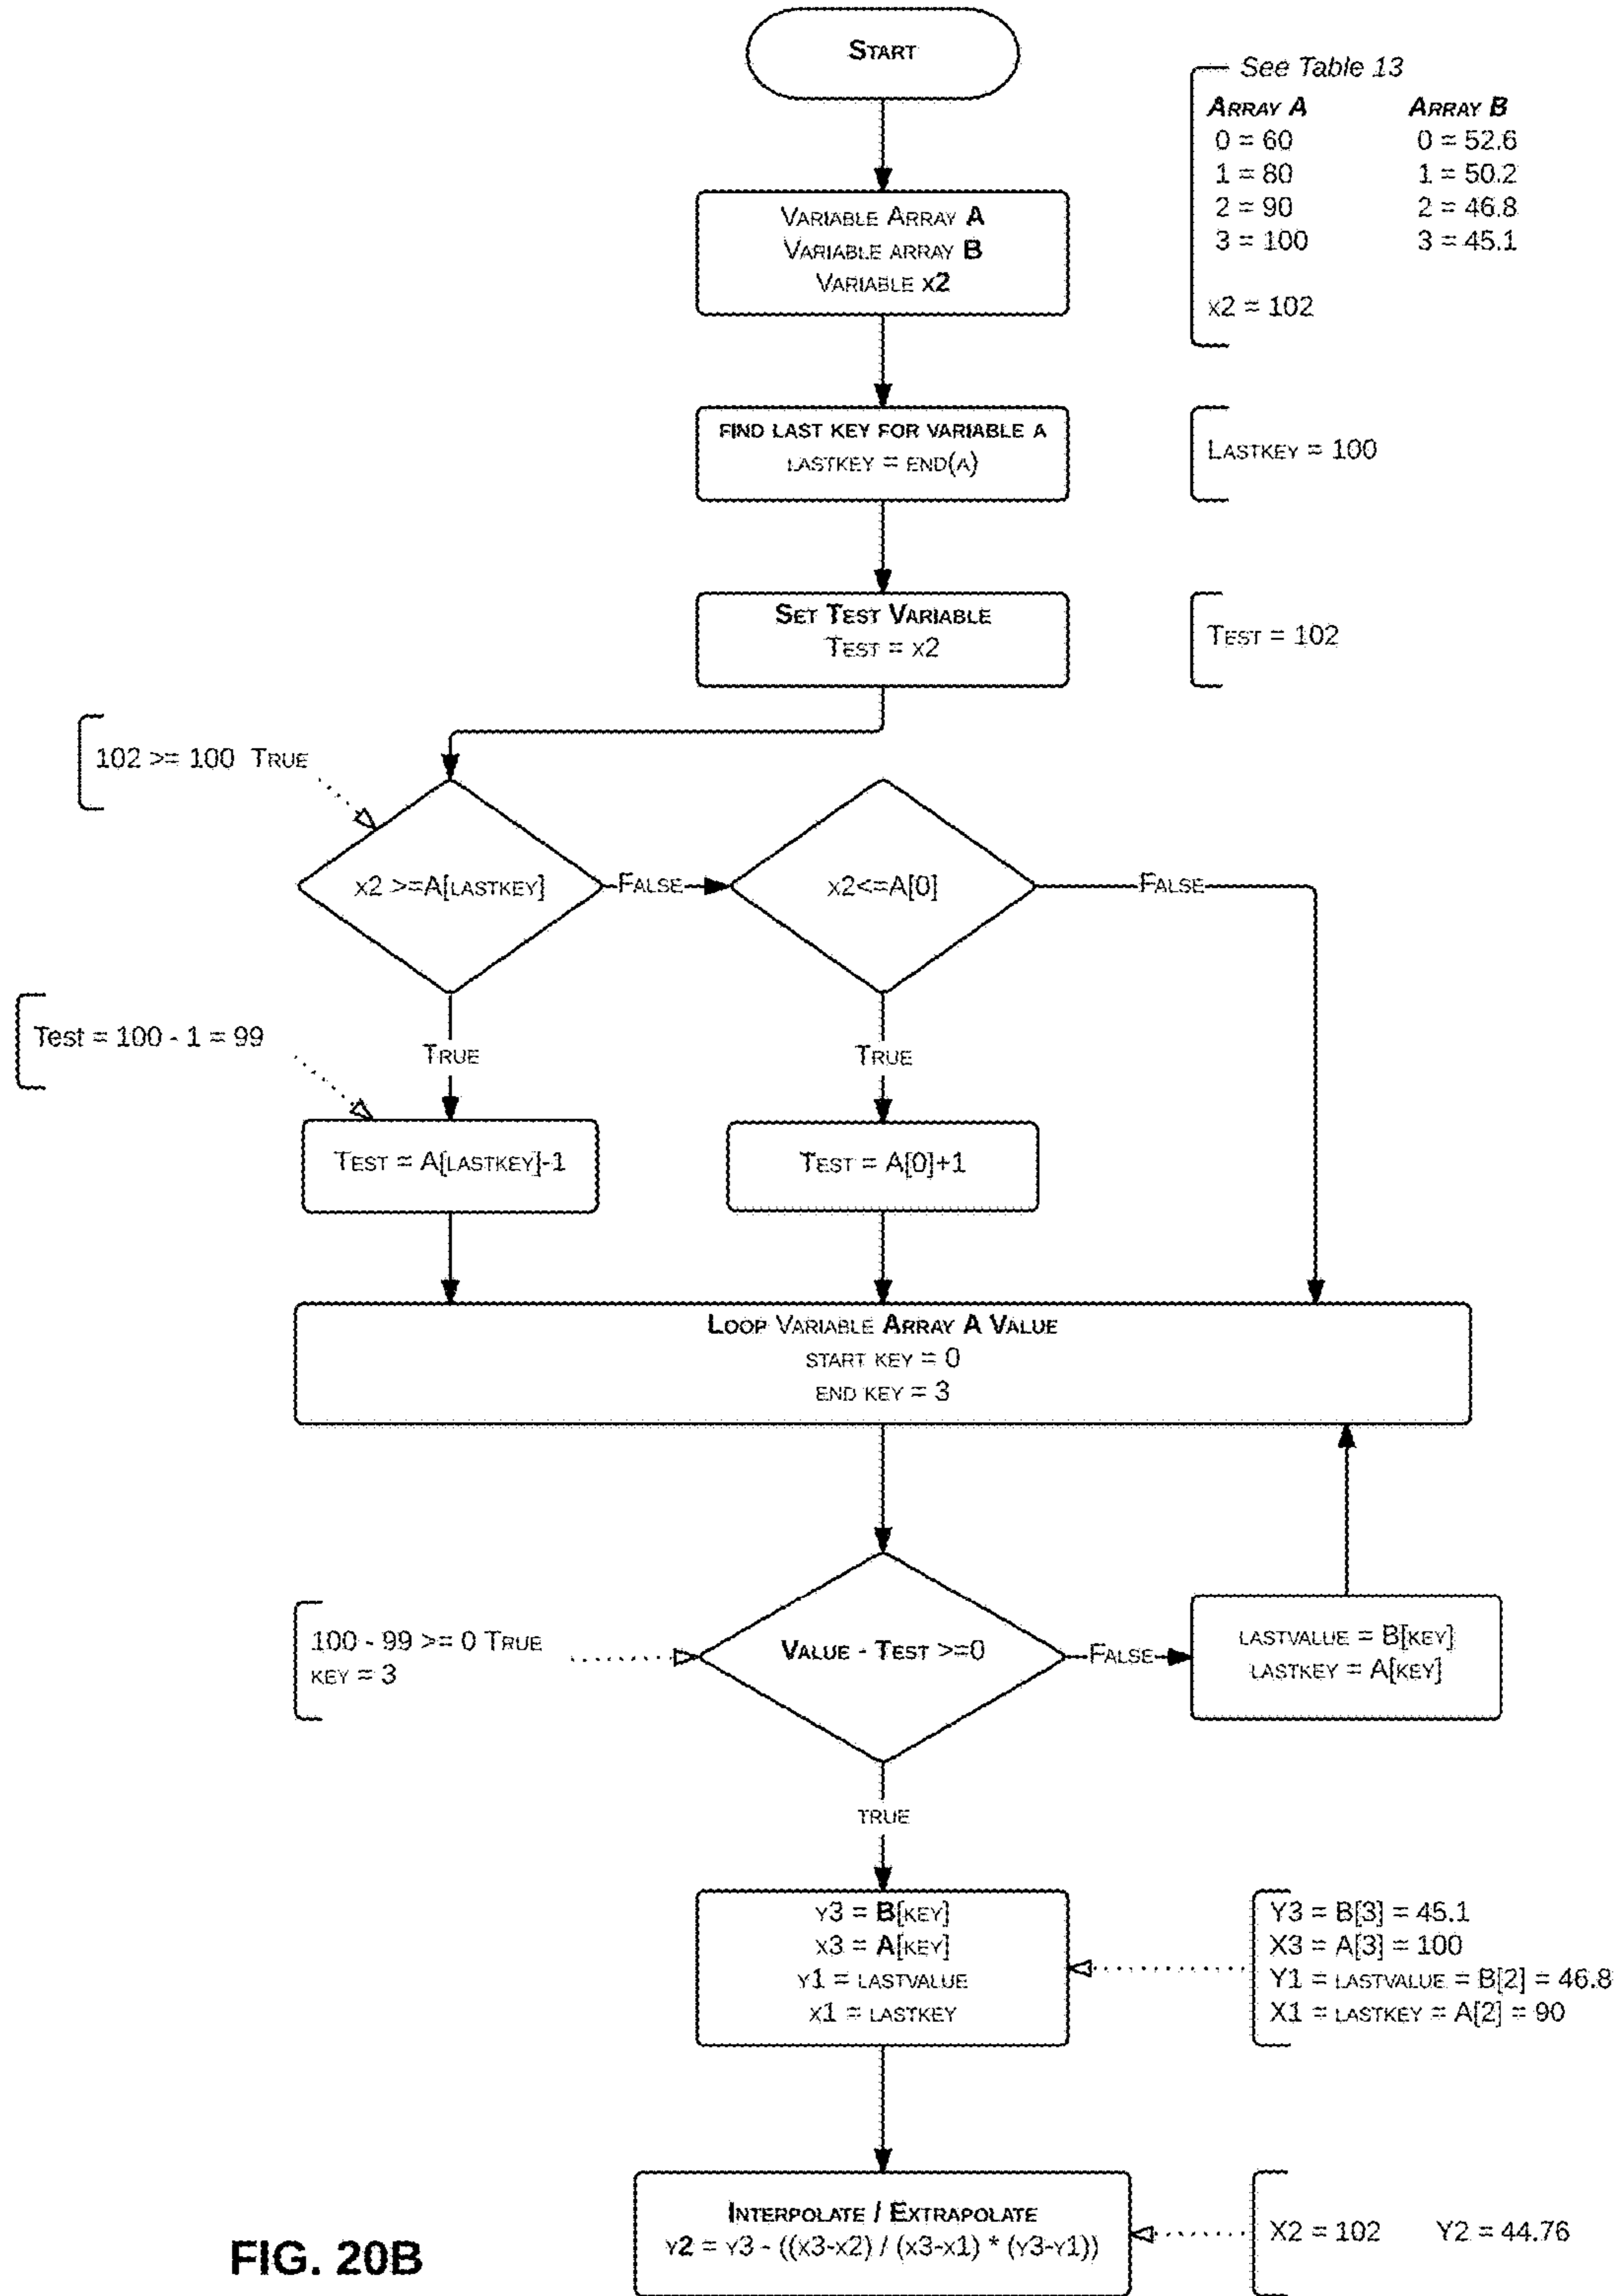 START
See Table 13
ARRAY A ARRAY B
0 = 60 0 = 52.6
1 = 80 1 = 50.2
2 = 90 2 = 46.8
3 = 100 3 = 45.1
x2 = 102
VARIABLE ARRAY A
VARIABLE ARRAY B
VARIABLE x2
FIND LAST KEY FOR VARIABLE A
LASTKEY = END(A)
LASTKEY = 100
SET TEST VARIABLE
TEST = x2
TEST = 102
102 >= 100 TRUE
x2 >=A[LASTKEY]
FALSE
x2<=A[0]
FALSE
Test = 100 - 1 = 99
TRUE
TRUE
TEST = A[LASTKEY]-1
TEST = A[0]+1
LOOP VARIABLE ARRAY A VALUE
START KEY = 0
END KEY = 3
100 - 99 >= 0 TRUE
KEY = 3
VALUE - TEST >=0
FALSE
LASTVALUE = B[KEY]
LASTKEY = A[KEY]
TRUE
Y3 = B[KEY]
X3 = A[KEY]
Y1 = LASTVALUE
X1 = LASTKEY
Y3 = B[3] = 45.1
X3 = A[3] = 100
Y1 = LASTVALUE = B[2] = 46.8
X1 = LASTKEY = A[2] = 90
INTERPOLATE / EXTRAPOLATE
Y2 = Y3 - ((X3-X2) / (X3-X1) * (Y3-Y1))
X2 = 102 Y2 = 44.76
FIG. 20B